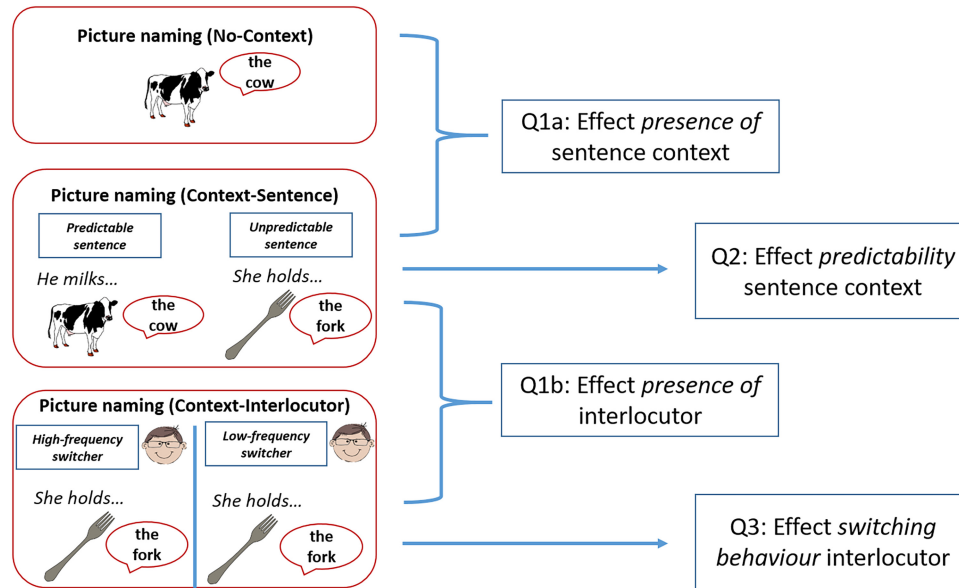 Picture naming (No-Context)
the
cow
Q1a: Effect presence of
sentence context
Picture naming (Context-Sentence)
Predictable
sentence
Unpredictable
sentence
He milks...
She holds...
the
cow
the
fork
Q2: Effect predictability
sentence context
Q1b: Effect presence of
interlocutor
Picture naming (Context-Interlocutor)
High-frequency
switcher
Low-frequency
switcher
She holds...
She holds...
the
fork
the
fork
Q3: Effect switching
behaviour interlocutor